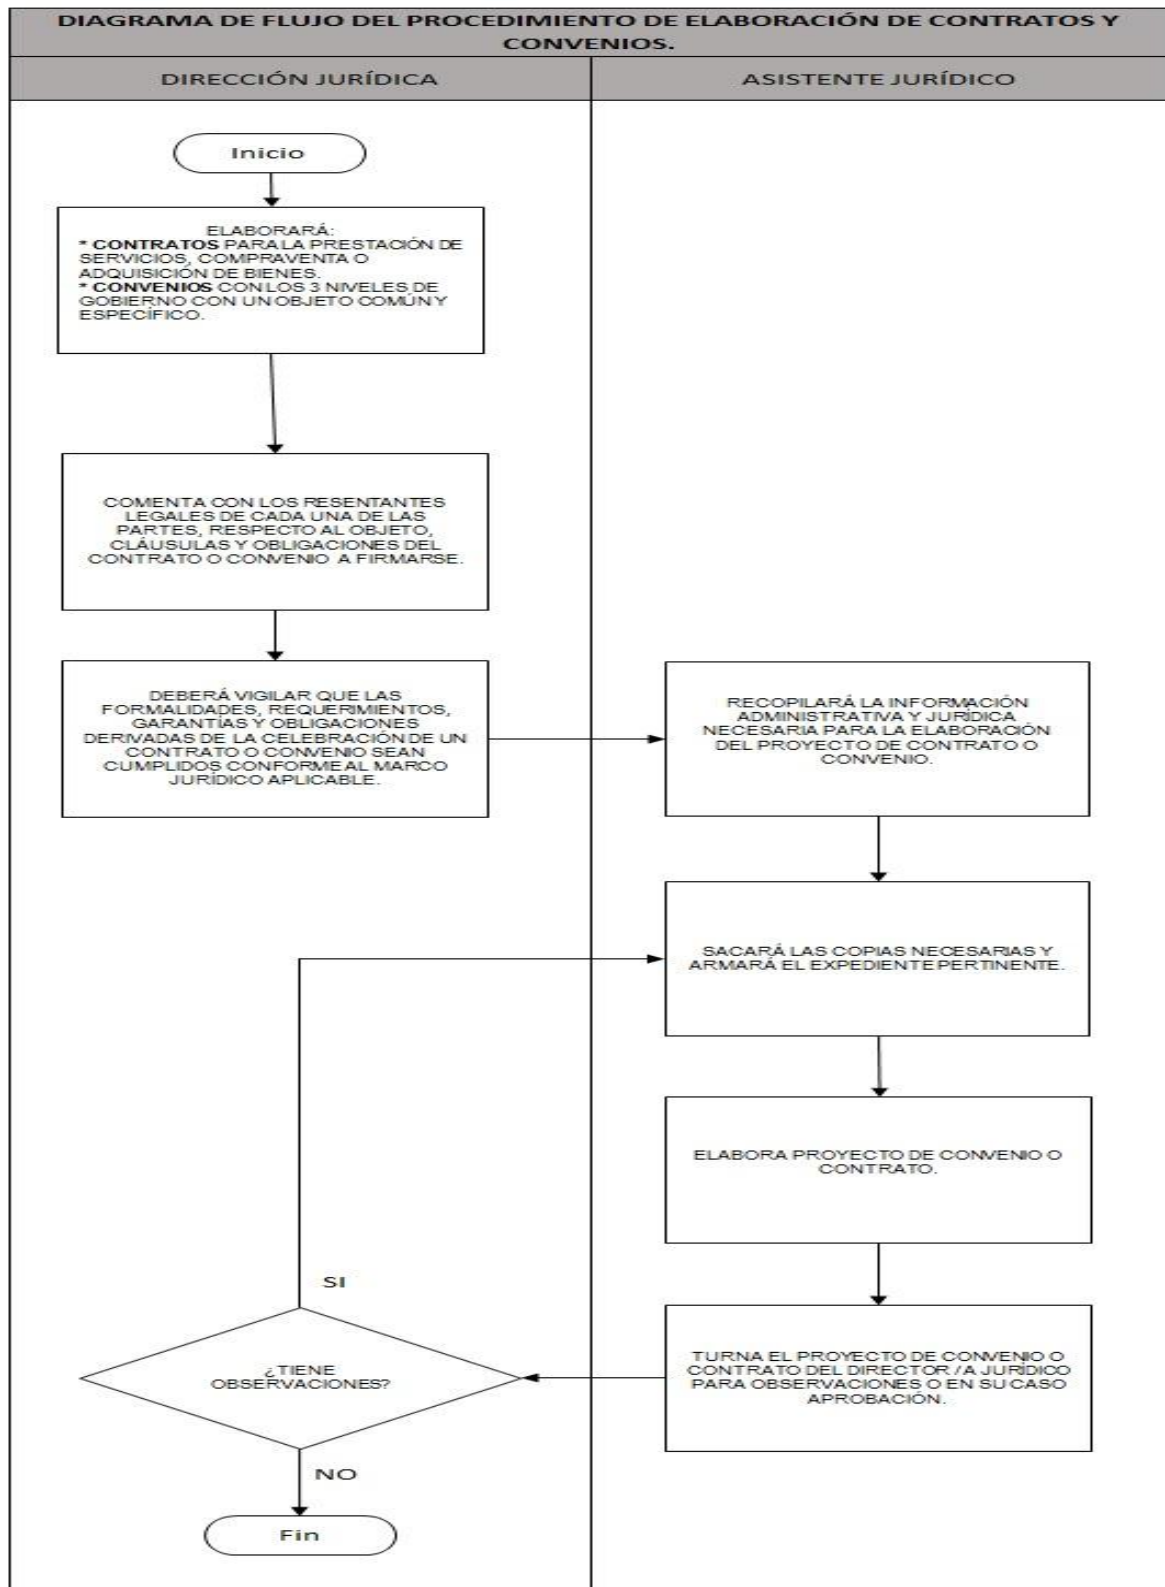 DIAGRAMA DE FLUJO DEL PROCEDIMIENTO DE ELABORACIÓN DE CONTRATOS Y
CONVENIOS.
DIRECCIÓN JURÍDICA
ASISTENTE JURÍDICO
Inicio
ELABORARÁ:
* CONTRATOS PARA LA PRESTACIÓN DE
SERVICIOS, COMPRAVENTA O
ADQUISICIÓN DE BIENES.
* CONVENIOS CON LOS 3 NIVELES DE
GOBIERNO CON UN OBJETO COMÚN Y
ESPECÍFICO.
COMENTA CON LOS RESENTANTES
LEGALES DE CADA UNA DE LAS
PARTES, RESPECTO AL OBJETO,
CLÁUSULAS Y OBLIGACIONES DEL
CONTRATO O CONVENIO A FIRMARSE.
DEBERÁ VIGILAR QUE LAS
FORMALIDADES, REQUERIMIENTOS,
GARANTÍAS Y OBLIGACIONES
DERIVADAS DE LA CELEBRACIÓN DE UN
CONTRATO O CONVENIO SEAN
CUMPLIDOS CONFORME AL MARCO
JURÍDICO APLICABLE.
RECOPILARÁ LA INFORMACIÓN
ADMINISTRATIVA Y JURÍDICA
NECESARIA PARA LA ELABORACIÓN
DEL PROYECTO DE CONTRATO O
CONVENIO.
SACARÁ LAS COPIAS NECESARIAS Y
ARMARÁ EL EXPEDIENTE PERTINENTE.
ELABORA PROYECTO DE CONVENIO O
CONTRATO.
TURNA EL PROYECTO DE CONVENIO O
CONTRATO DEL DIRECTOR /A JURÍDICO
PARA OBSERVACIONES O EN SU CASO
APROBACIÓN.
SI
¿TIENE
OBSERVACIONES?
NO
Fin